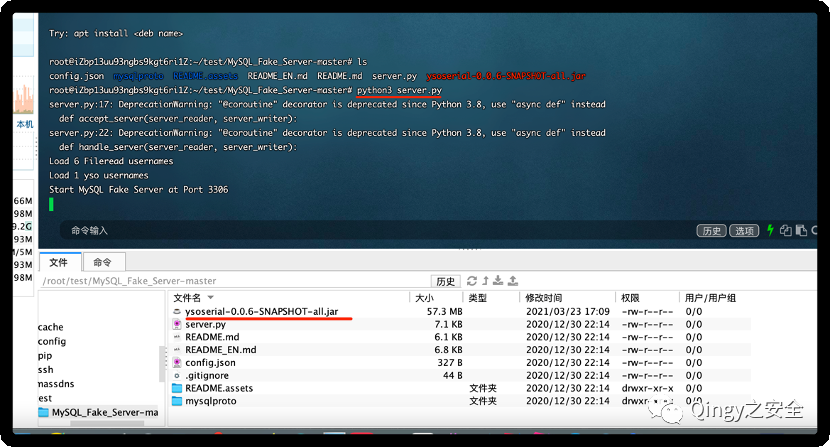 Try: apt install <deb name>
root@iZbp13uu93ngbs9kgt6ri1Z:~/test/MySQL_Fake_Server-master# ls
config.json mysqlproto README.assets README_EN.md README.md server.py ysoserial-0.0.6-SNAPSHOT-all.jar
root@iZbp13uu93ngbs9kgt6ri1Z:~/test/MySQL_Fake_Server-master# python3 server.py
server.py:17: DeprecationWarning: "@coroutine" decorator is deprecated since Python 3.8, use "async def" instead
def accept_server(server_reader, server_writer):
server.py:22: DeprecationWarning: "@coroutine" decorator is deprecated since Python 3.8, use "async def" instead
def handle_server(server_reader, server_writer):
Load 6 Fileread usernames
Load 1 yso usernames
Start MySQL Fake Server at Port 3306
本机
66M
98M
9.2G
93M
4/5M
93M
98M
命令输入
历史 选项
文件 命令
/root/test/MySQL_Fake_Server-master 历史
文件名 大小 类型 修改时间 权限 用户/用户组
ysoserial-0.0.6-SNAPSHOT-all.jar 57.3 MB 2021/03/23 17:09 -rw-r--r-- 0/0
server.py 7.1 KB 2020/12/30 22:14 -rw-r--r-- 0/0
README.md 6.1 KB 2020/12/30 22:14 -rw-r--r-- 0/0
README_EN.md 6.8 KB 2020/12/30 22:14 -rw-r--r-- 0/0
config.json 327 B 2020/12/30 22:14 -rw-r--r-- 0/0
.gitignore 44 B 2020/12/30 22:14 -rw-r--r-- 0/0
README.assets 文件夹 2020/12/30 22:14 drwxr-xr-x 0/0
mysqlproto 文件夹 2020/12/30 22:14 drwxr-xr-x 0/0
cache
config
pip
ssh
massdns
est
MySQL_Fake_Server-ma
Qingy之安全